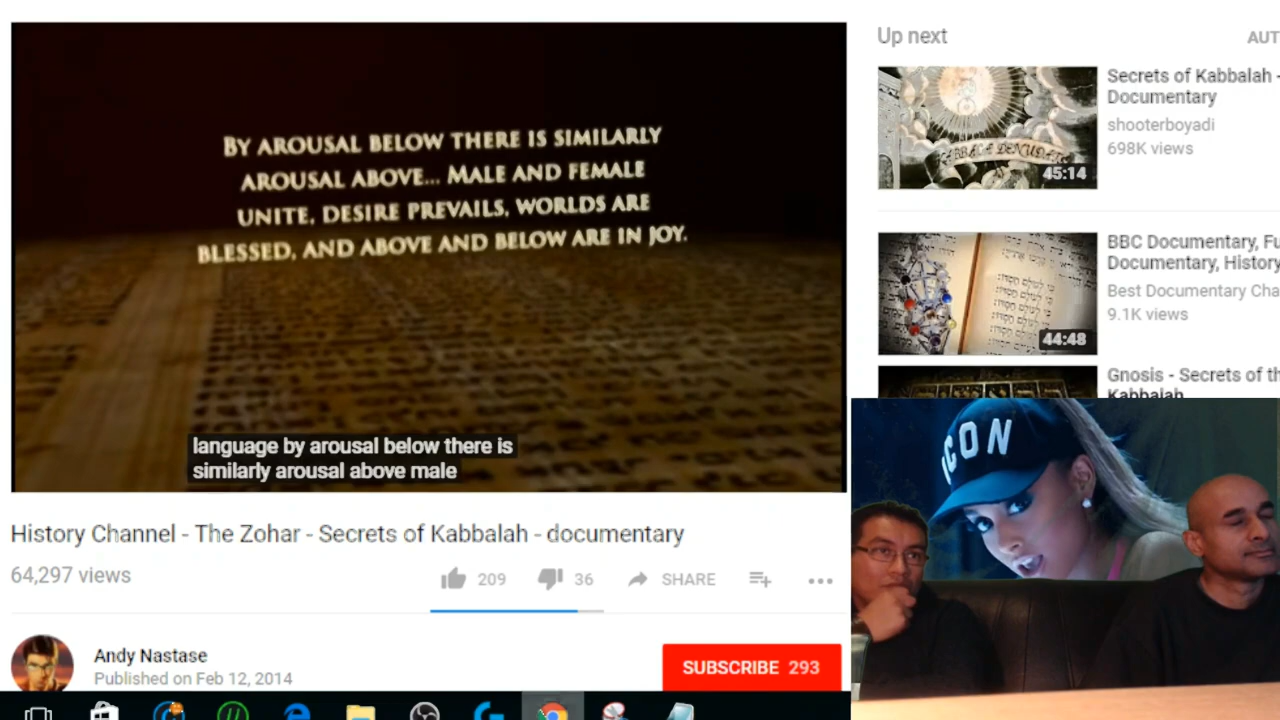 BY AROUSAL BELOW THERE IS SIMILARLY
AROUSAL ABOVE... MALE AND FEMALE
UNITE, DESIRE PREVAILS, WORLDS ARE
BLESSED, AND ABOVE AND BELOW ARE IN JOY.
language by arousal below there is
similarly arousal above male
History Channel - The Zohar - Secrets of Kabbalah - documentary
64,297 views
209
36
SHARE
Andy Nastase
Published on Feb 12, 2014
SUBSCRIBE 293
Up next
AUT
45:14
Secrets of Kabbalah -
Documentary
shooterboyadi
698K views
44:48
BBC Documentary, Fu
Documentary, History
Best Documentary Cha
9.1K views
Gnosis - Secrets of th
Kabbalah
ICON